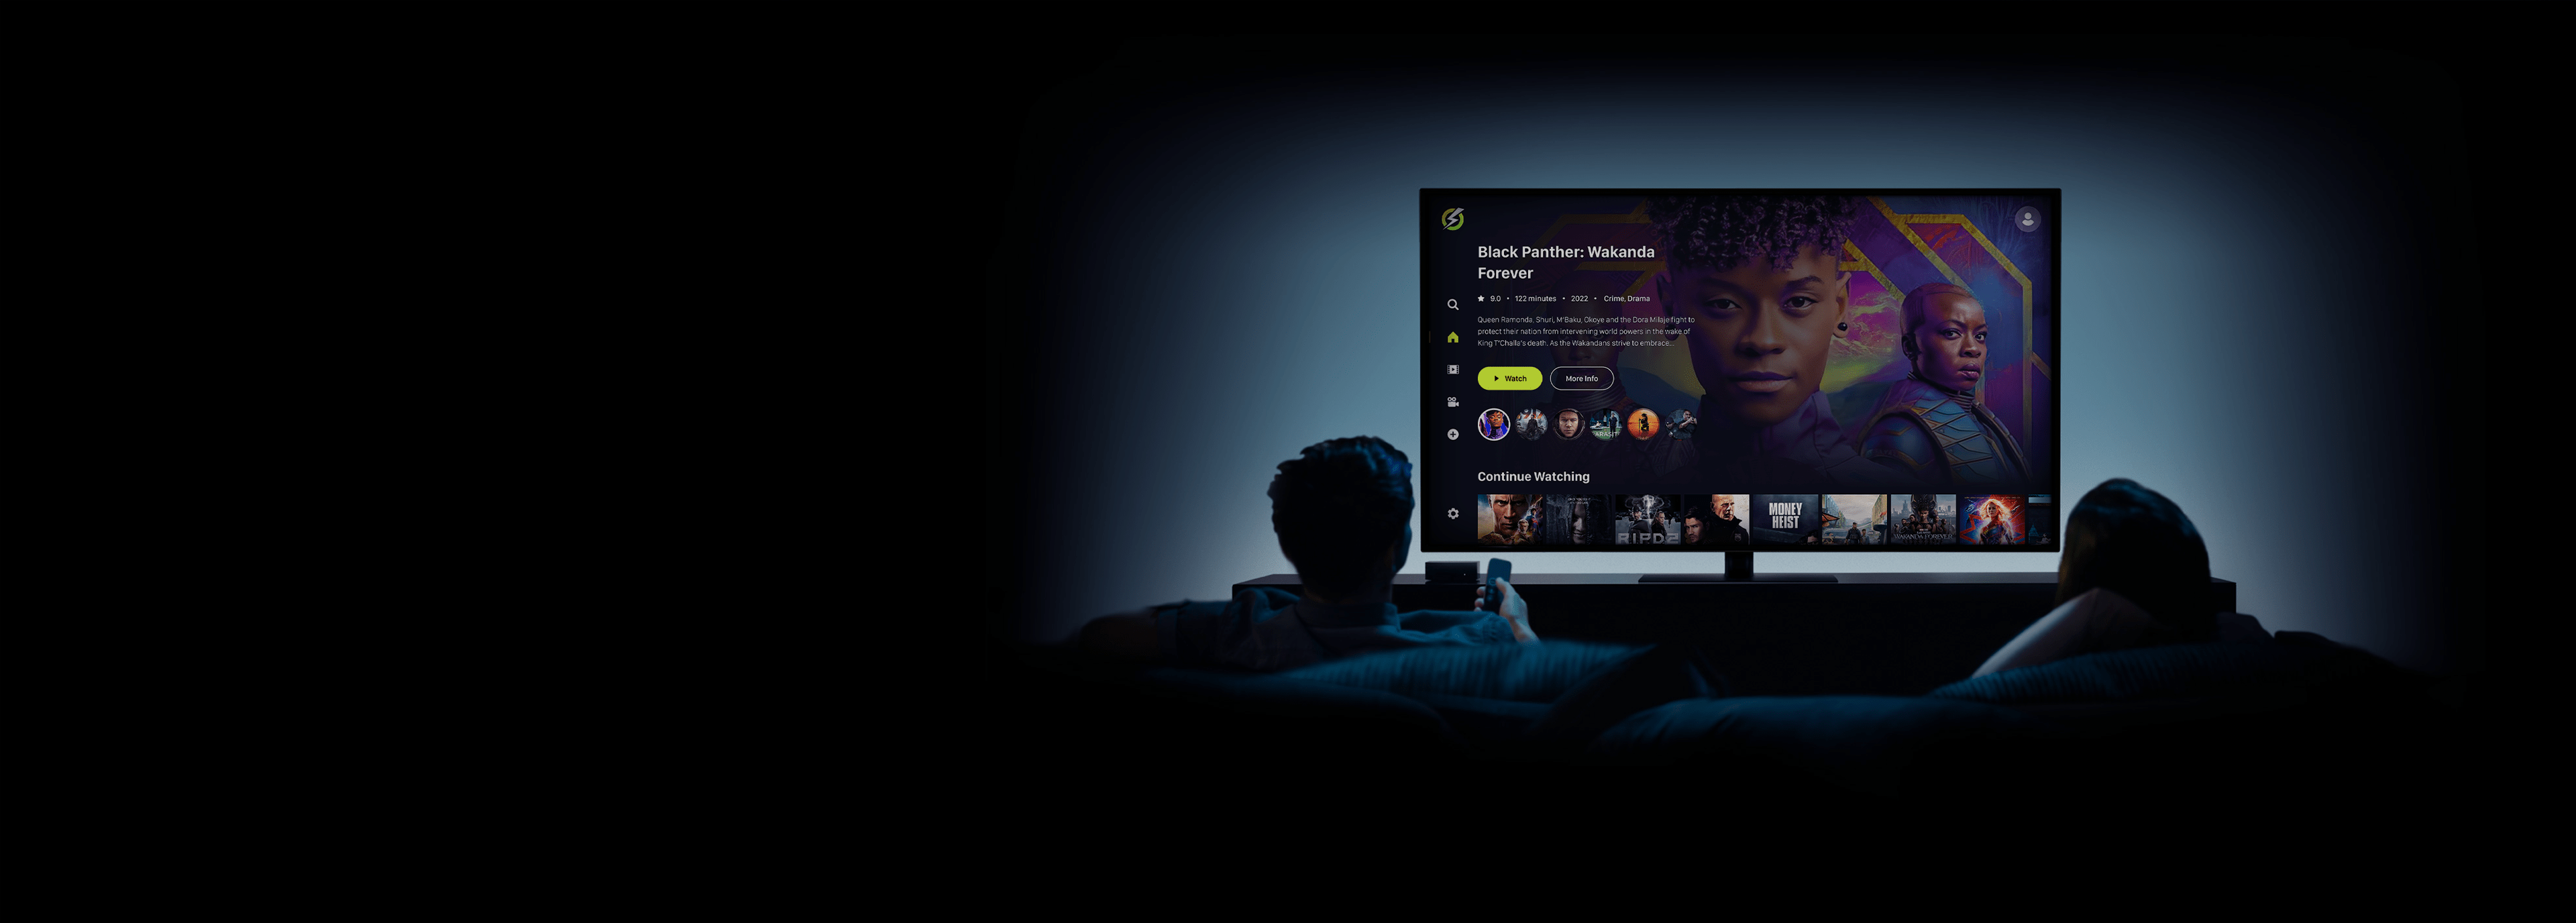 Black Panther: Wakanda
Forever
9.0 • 122 minutes • 2022 • Crime, Drama
Queen Ramonda, Shuri, M'Baku, Okoye and the Dora Milaje fight to
protect their nation from intervening world powers in the wake of
King T'Challa's death. As the Wakandans strive to embrace...
Watch
More Info
Continue Watching
RIPD2
MONEY
HEIST
WAKANDA FOREVER